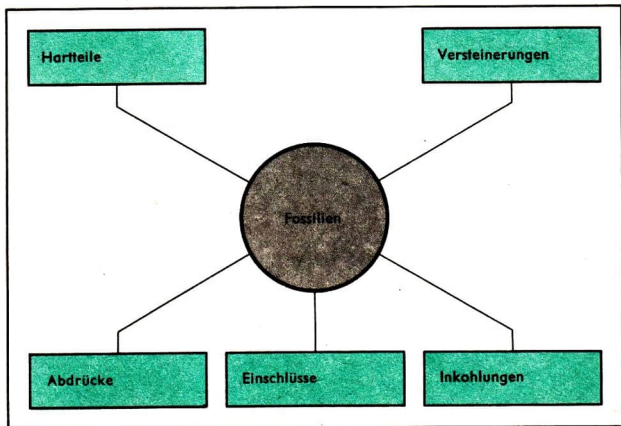 Hartteile
Versteinerungen
Fossilien
Abdrücke
Einschlüsse
Inkohlungen